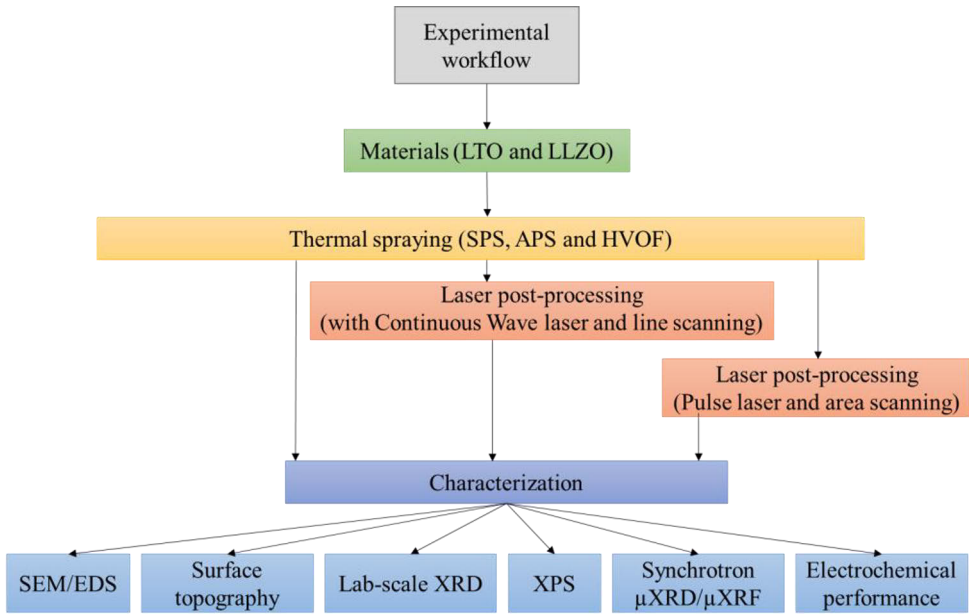 Experimental
workflow
Materials (LTO and LLZO)
Thermal spraying (SPS, APS and HVOF)
Laser post-processing
(with Continuous Wave laser and line scanning)
Laser post-processing
(Pulse laser and area scanning)
Characterization
SEM/EDS
Surface
topography
Lab-scale XRD
XPS
Synchrotron
μXRD/μXRF
Electrochemical
performance